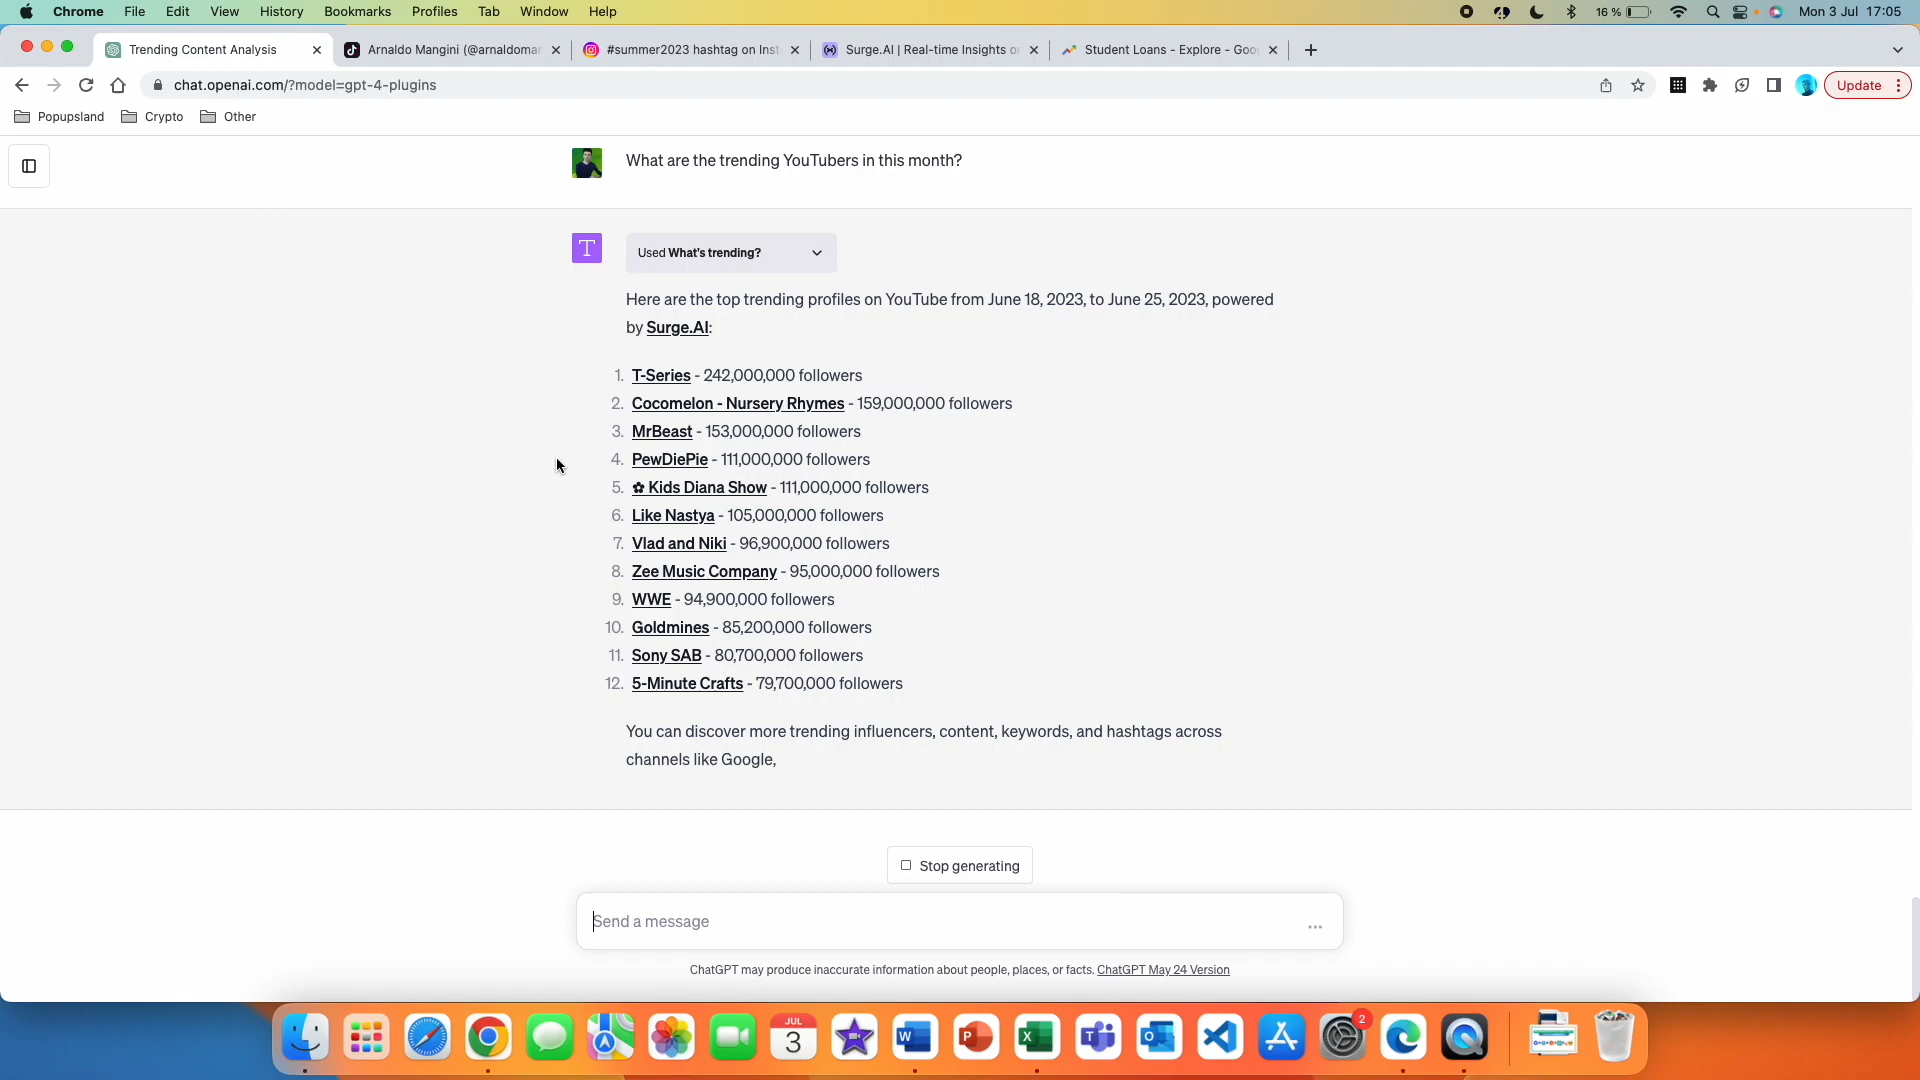 Chrome File Edit View History Bookmarks Profiles Tab Window Help
16 % Mon 3 Jul 17:05
Trending Content Analysis
Arnaldo Mangini (@arnaldomar
#summer2023 hashtag on Inst
Surge.AI | Real-time Insights o
Student Loans - Explore - Goo
chat.openai.com/?model=gpt-4-plugins
Update
Popupsland Crypto Other
What are the trending YouTubers in this month?
T
Used What's trending?
Here are the top trending profiles on YouTube from June 18, 2023, to June 25, 2023, powered
by Surge.AI:
1. T-Series - 242,000,000 followers
2. Cocomelon - Nursery Rhymes - 159,000,000 followers
3. MrBeast - 153,000,000 followers
4. PewDiePie - 111,000,000 followers
5. ✿ Kids Diana Show - 111,000,000 followers
6. Like Nastya - 105,000,000 followers
7. Vlad and Niki - 96,900,000 followers
8. Zee Music Company - 95,000,000 followers
9. WWE - 94,900,000 followers
10. Goldmines - 85,200,000 followers
11. Sony SAB - 80,700,000 followers
12. 5-Minute Crafts - 79,700,000 followers
You can discover more trending influencers, content, keywords, and hashtags across
channels like Google,
Stop generating
Send a message
...
ChatGPT may produce inaccurate information about people, places, or facts. ChatGPT May 24 Version
JUL
3
W
P
X
T
O
2